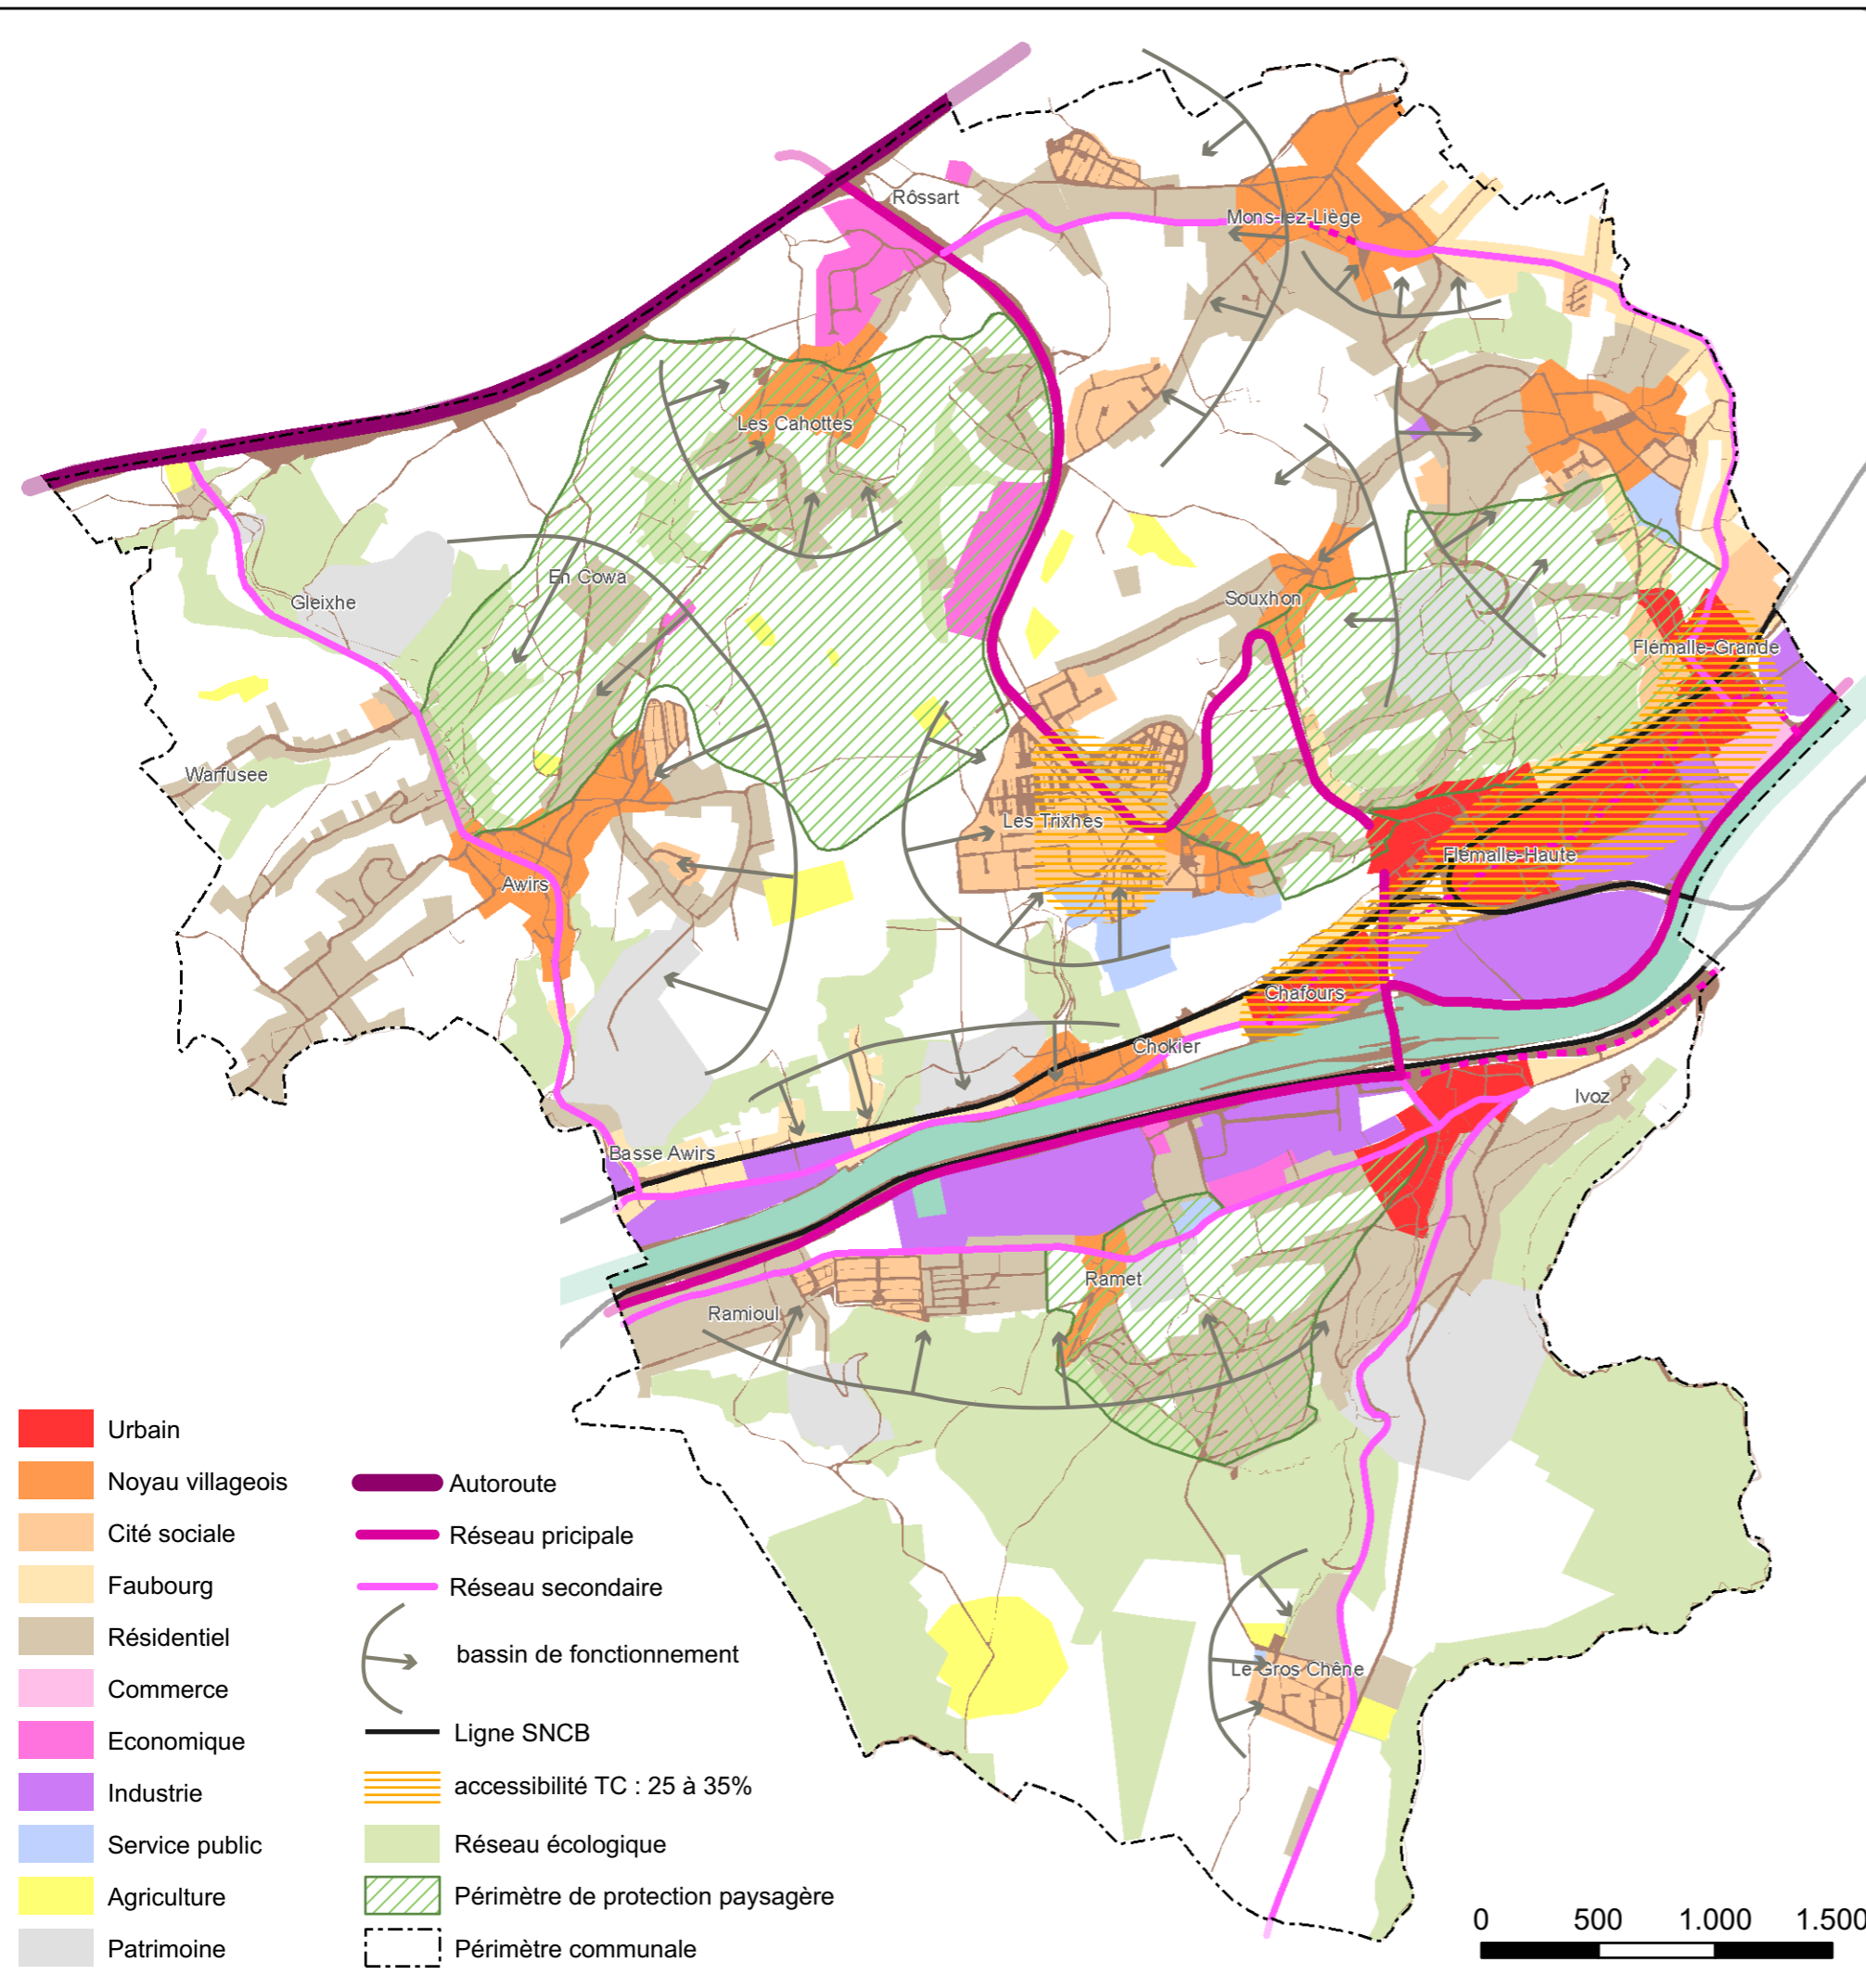 Rôssart
Mons-lez-Liège
Les Cahottes
En Cowa
Gleixhe
Souxhon
Flémalle-Grande
Warfusee
Les Trixhes
Flémalle-Haute
Awirs
Chafours
Chokier
Ivoz
Basse Awirs
Ramet
Ramioul
Le Gros Chêne
Urbain
Noyau villageois
Cité sociale
Faubourg
Résidentiel
Commerce
Economique
Industrie
Service public
Agriculture
Patrimoine
Autoroute
Réseau pricipale
Réseau secondaire
bassin de fonctionnement
Ligne SNCB
accessibilité TC : 25 à 35%
Réseau écologique
Périmètre de protection paysagère
Périmètre communale
0 500 1.000 1.500